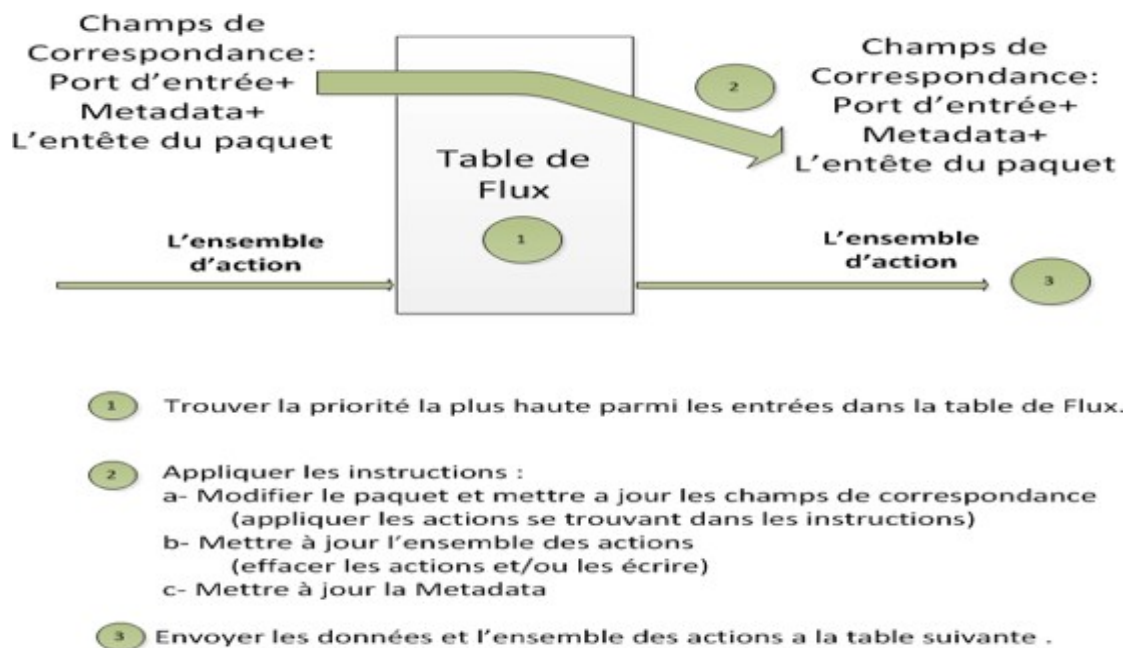 Champs de
Correspondance:
Port d'entrée+
Metadata+
L'entête du paquet
Table de
Flux
1
2
Champs de
Correspondance:
Port d'entrée+
Metadata+
L'entête du paquet
L'ensemble
d'action
L'ensemble
d'action
3
1 Trouver la priorité la plus haute parmi les entrées dans la table de Flux.
2 Appliquer les instructions :
a- Modifier le paquet et mettre a jour les champs de correspondance
(appliquer les actions se trouvant dans les instructions)
b- Mettre à jour l'ensemble des actions
(effacer les actions et/ou les écrire)
c- Mettre à jour la Metadata
3 Envoyer les données et l'ensemble des actions a la table suivante .